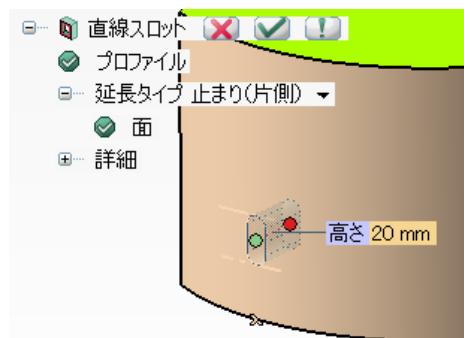 直線スロット
プロファイル
延長タイプ 止まり(片側)
面
詳細
高さ 20 mm